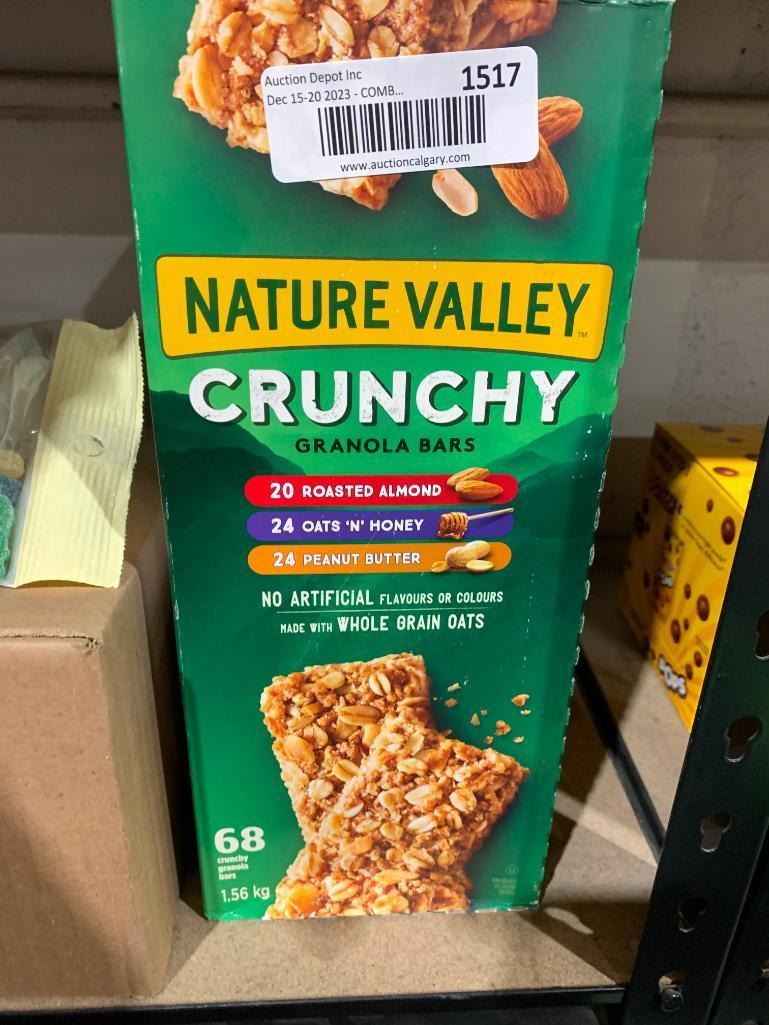 Auction Depot Inc
1517
Dec 15-20 2023 - COMB...
www.auctioncalgary.com
NATURE VALLEY™
CRUNCHY
GRANOLA BARS
20 ROASTED ALMOND
24 OATS 'N' HONEY
24 PEANUT BUTTER
NO ARTIFICIAL FLAVOURS OR COLOURS
MADE WITH WHOLE GRAIN OATS
68
crunchy
granola
bars
1.56 kg
POPS